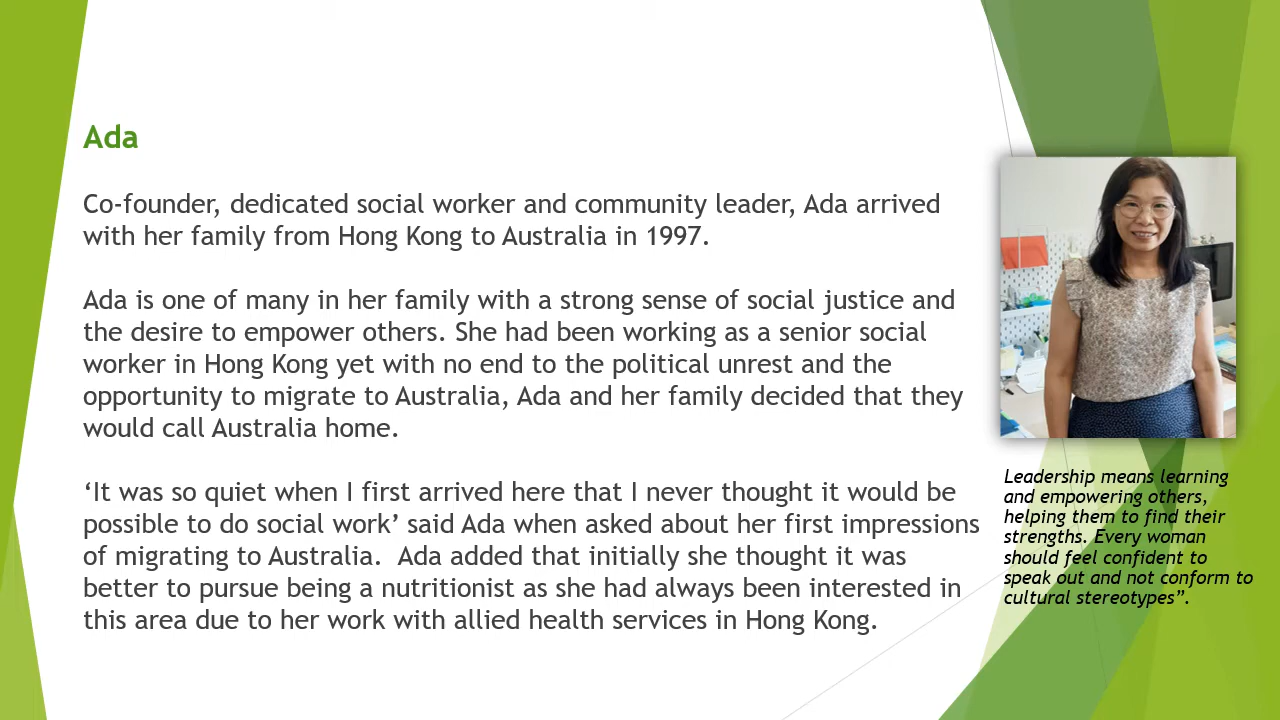 Ada
Co-founder, dedicated social worker and community leader, Ada arrived
with her family from Hong Kong to Australia in 1997.
Ada is one of many in her family with a strong sense of social justice and
the desire to empower others. She had been working as a senior social
worker in Hong Kong yet with no end to the political unrest and the
opportunity to migrate to Australia, Ada and her family decided that they
would call Australia home.
‘It was so quiet when I first arrived here that I never thought it would be
possible to do social work’ said Ada when asked about her first impressions
of migrating to Australia.  Ada added that initially she thought it was
better to pursue being a nutritionist as she had always been interested in
this area due to her work with allied health services in Hong Kong.
Leadership means learning
and empowering others,
helping them to find their
strengths. Every woman
should feel confident to
speak out and not conform to
cultural stereotypes”.